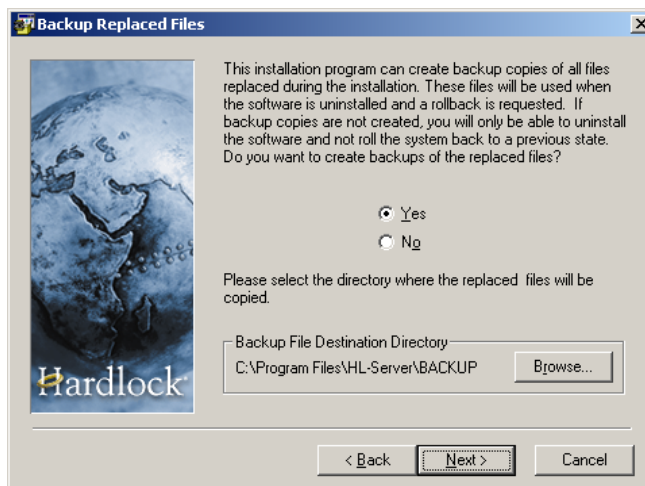 Backup Replaced Files
This installation program can create backup copies of all files
replaced during the installation. These files will be used when
the software is uninstalled and a rollback is requested. If
backup copies are not created, you will only be able to uninstall
the software and not roll the system back to a previous state.
Do you want to create backups of the replaced files?
Yes
No
Please select the directory where the replaced files will be
copied.
Backup File Destination Directory
C:\Program Files\HL-Server\BACKUP
Browse...
Hardlock
< Back
Next >
Cancel